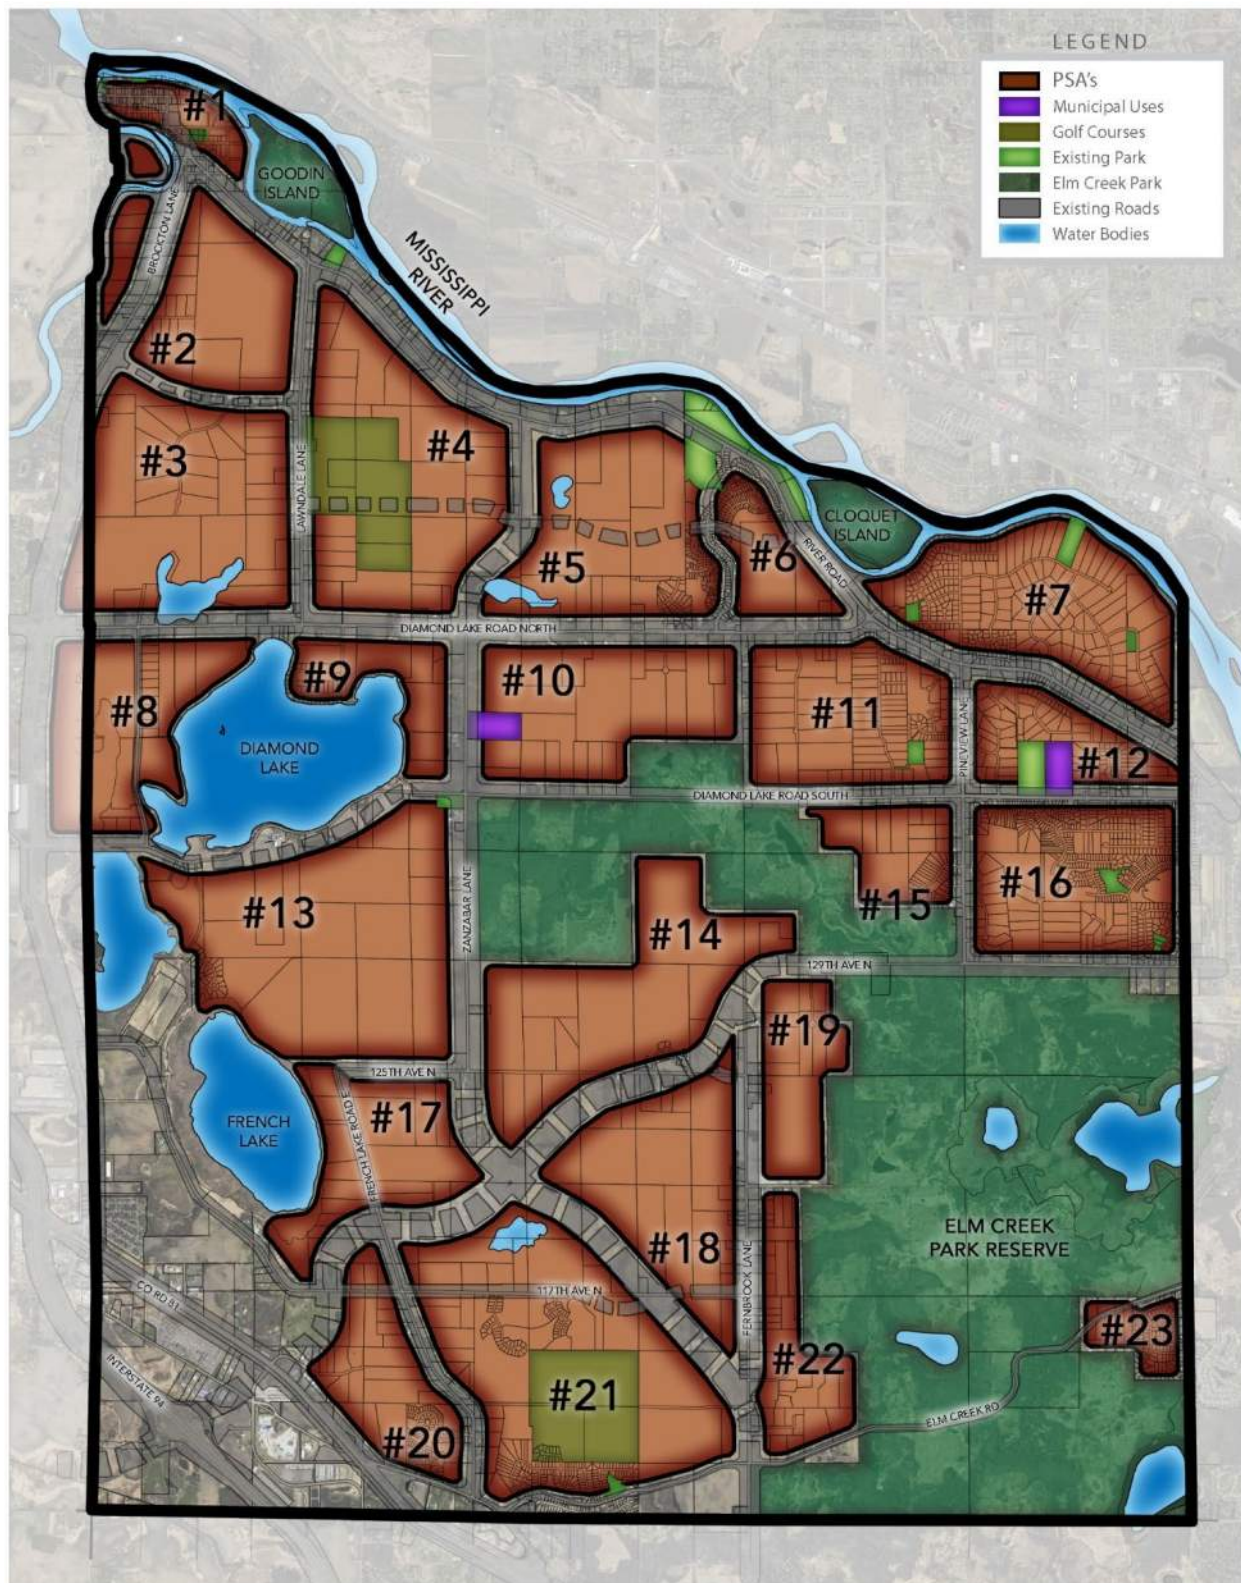 LEGEND
PSA's
Municipal Uses
Golf Courses
Existing Park
Elm Creek Park
Existing Roads
Water Bodies
#1
GOODIN
ISLAND
BROCKTON LANE
MISSISSIPPI
RIVER
#2
#3
#4
LAWNDALE LANE
#5
#6
CLOQUET
ISLAND
RIVER ROAD
#7
DIAMOND LAKE ROAD NORTH
#8
#9
#10
#11
PINEVIEW LANE
#12
DIAMOND
LAKE
DIAMOND LAKE ROAD SOUTH
#13
ZANZABAR LANE
#14
#15
#16
129TH AVE N
#19
125TH AVE N
FRENCH
LAKE
#17
FRENCH LAKE ROAD E
#18
ELM CREEK
PARK RESERVE
FERNBROOK LANE
117TH AVE N
CO RD 81
INTERSTATE 94
#20
#21
#22
#23
ELM CREEK RD